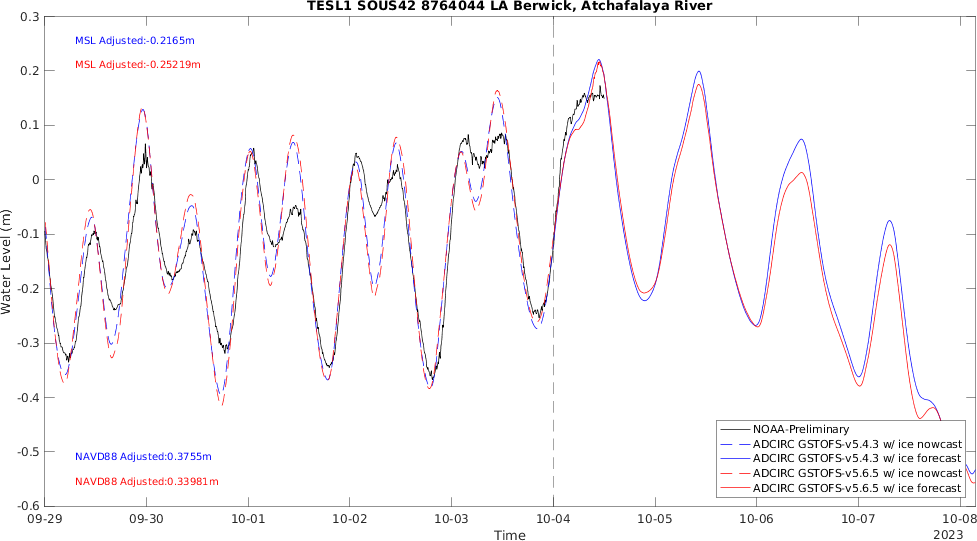 TESL1 SOUS42 8764044 LA Berwick, Atchafalaya River
0.3
MSL Adjusted:-0.2165m
MSL Adjusted:-0.25219m
0.2
0.1
0
-0.1
-0.2
-0.3
-0.4
-0.5
-0.6
Water Level (m)
NAVD88 Adjusted:0.3755m
NAVD88 Adjusted:0.33981m
NOAA-Preliminary
ADCIRC GSTOFS-v5.4.3 w/ ice nowcast
ADCIRC GSTOFS-v5.4.3 w/ ice forecast
ADCIRC GSTOFS-v5.6.5 w/ ice nowcast
ADCIRC GSTOFS-v5.6.5 w/ ice forecast
09-29 09-30 10-01 10-02 10-03 10-04 10-05 10-06 10-07 10-08
Time
2023